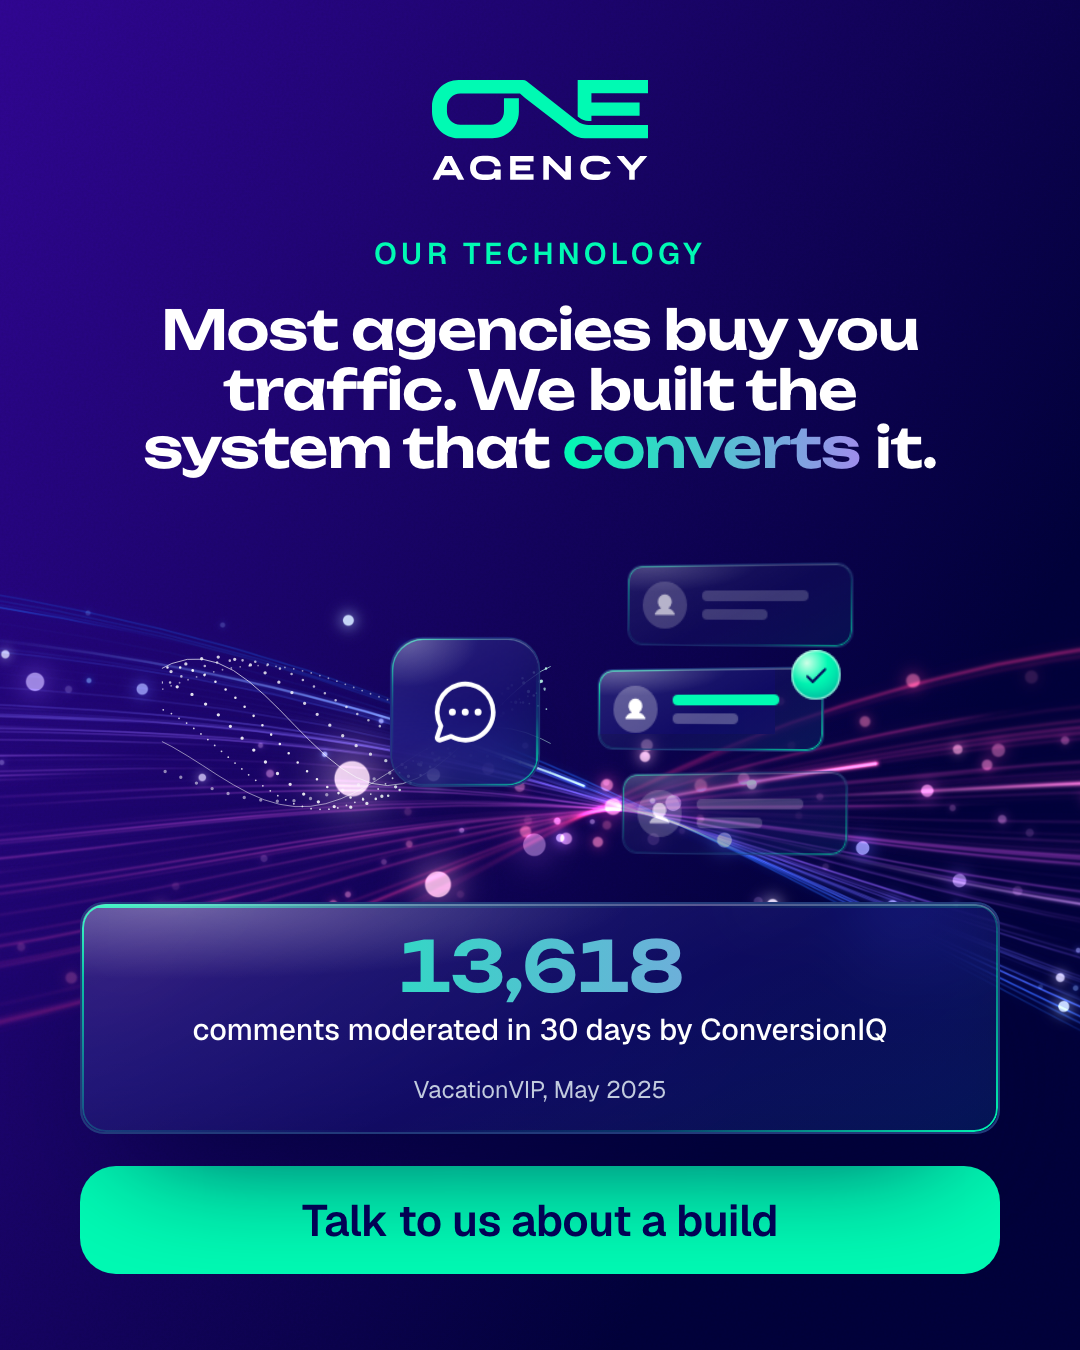 ONE
AGENCY
OUR TECHNOLOGY
Most agencies buy you
traffic. We built the
system that converts it.
13,618
comments moderated in 30 days by ConversionIQ
VacationVIP, May 2025
Talk to us about a build